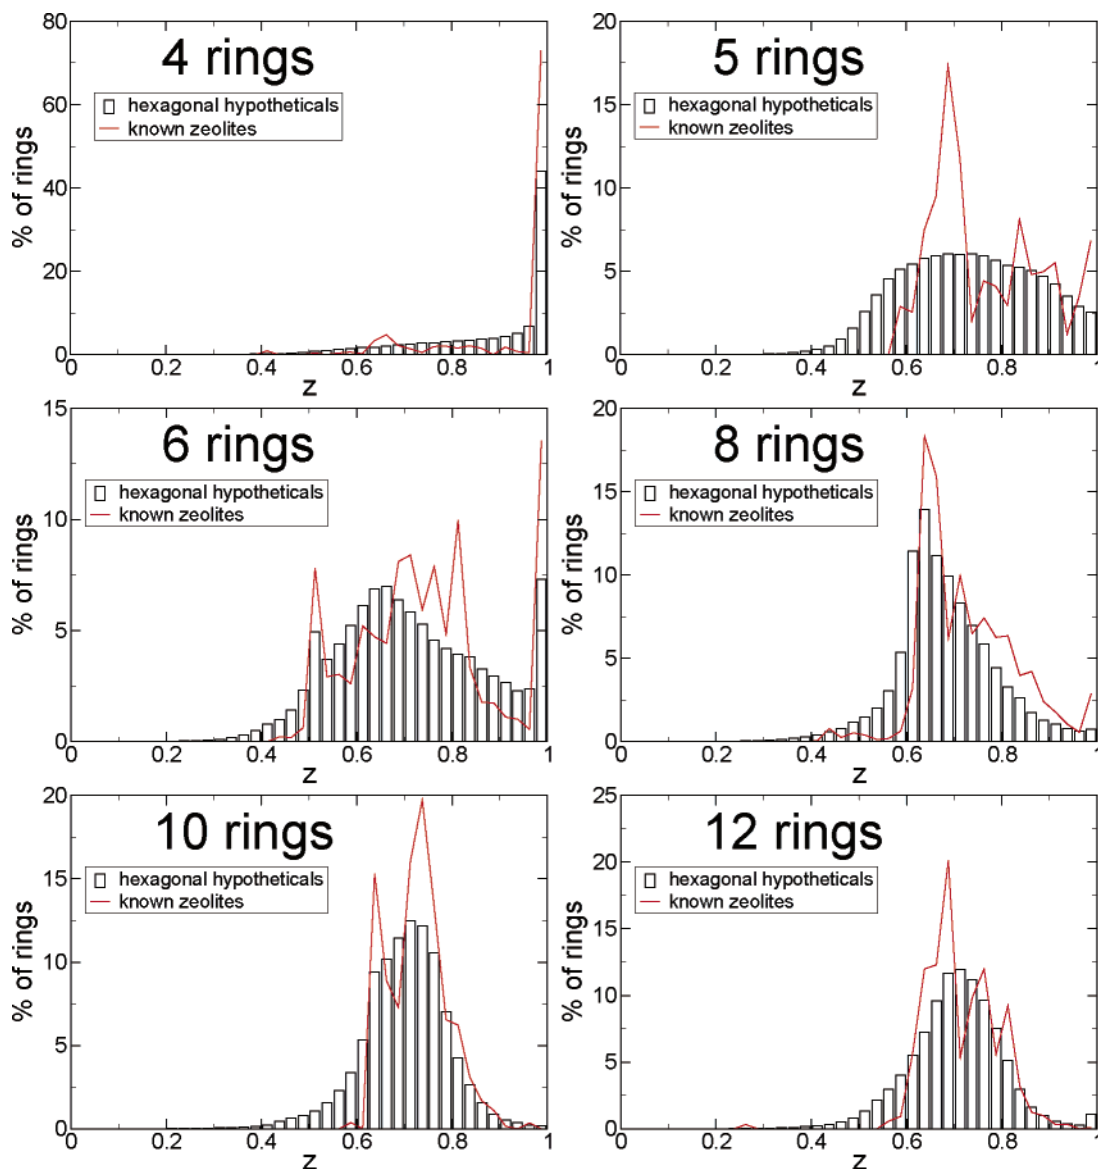 4 rings
hexagonal hypotheticals
known zeolites
% of rings
80
60
40
20
0
0
0.2
0.4
0.6
0.8
1
z
5 rings
hexagonal hypotheticals
known zeolites
% of rings
20
15
10
5
0
0
0.2
0.4
0.6
0.8
1
z
6 rings
hexagonal hypotheticals
known zeolites
% of rings
15
10
5
0
0
0.2
0.4
0.6
0.8
1
z
8 rings
hexagonal hypotheticals
known zeolites
% of rings
20
15
10
5
0
0
0.2
0.4
0.6
0.8
1
z
10 rings
hexagonal hypotheticals
known zeolites
% of rings
20
15
10
5
0
0
0.2
0.4
0.6
0.8
1
z
12 rings
hexagonal hypotheticals
known zeolites
% of rings
25
20
15
10
5
0
0
0.2
0.4
0.6
0.8
1
z